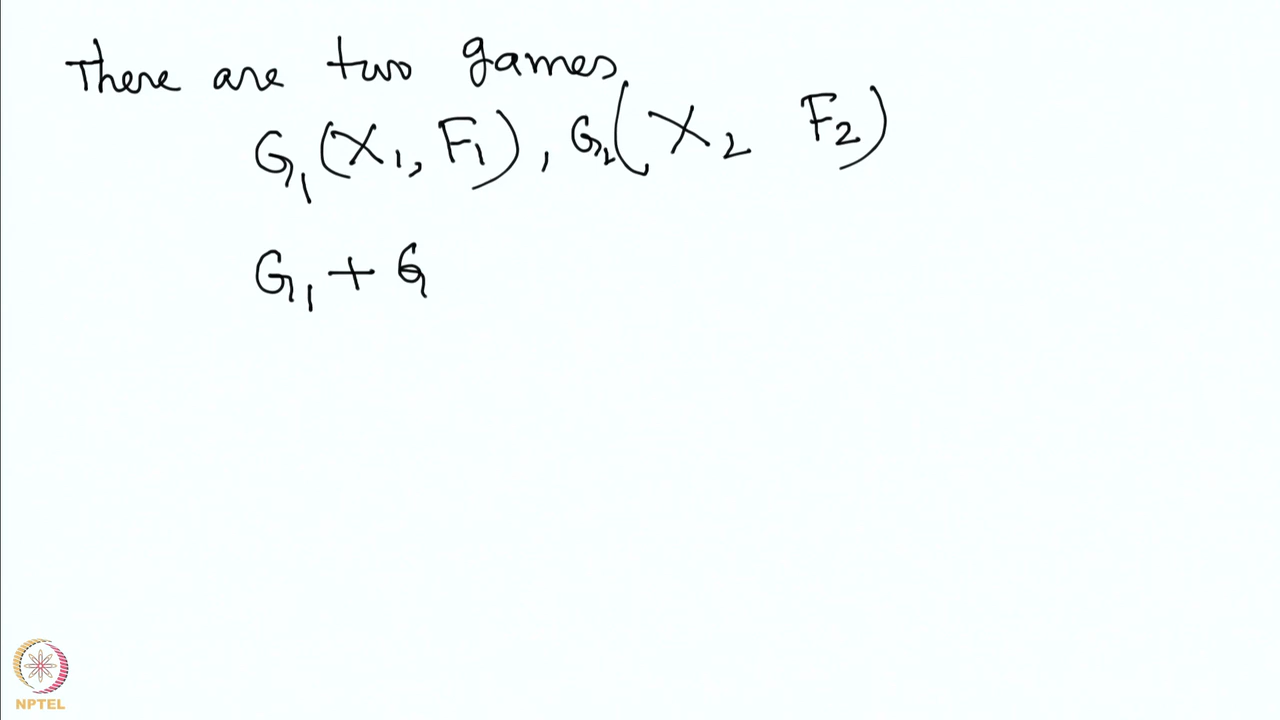 There are two games
G₁(X₁, F₁), G₂(X₂ F₂)
G₁ + G
NPTEL